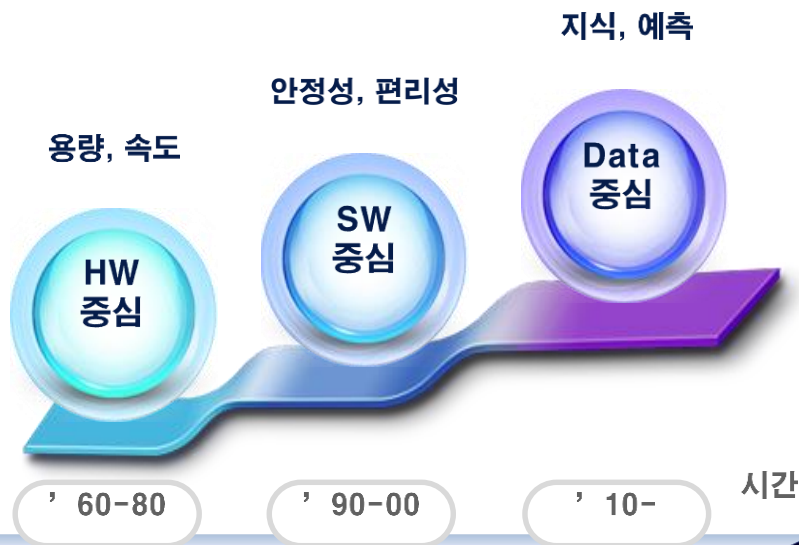 지식, 예측
안정성, 편리성
용량, 속도
Data
중심
SW
중심
HW
중심
시간
’ 60-80
’ 90-00
’ 10-